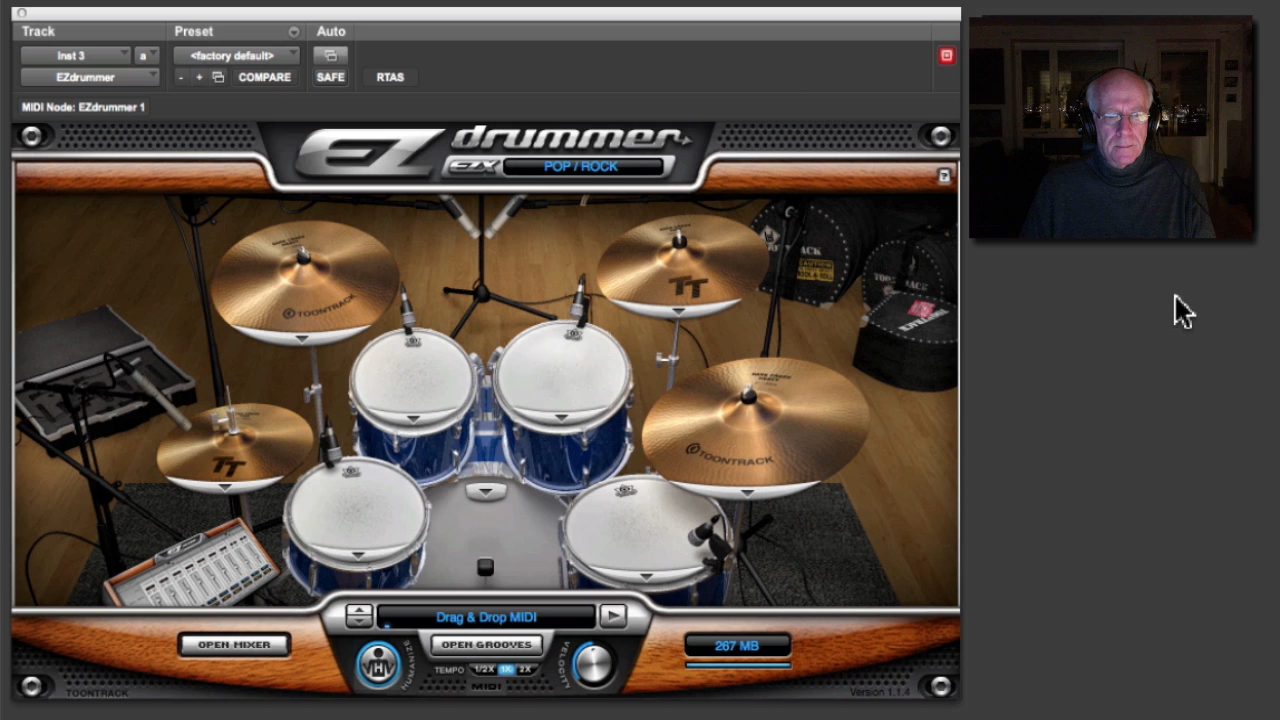 Track Preset Auto
Inst 3 a <factory default>
EZdrummer - + COMPARE SAFE RTAS
MIDI Node: EZdrummer 1
EZ drummer
EZX POP / ROCK
?
TOONTRACK
TT
CAUTION
TT
TOONTRACK
Drag & Drop MIDI
OPEN MIXER OPEN GROOVES 267 MB
HUMANIZE VELOCITY
TEMPO 1/2X 1X 2X
MIDI
TOONTRACK Version 1.1.4